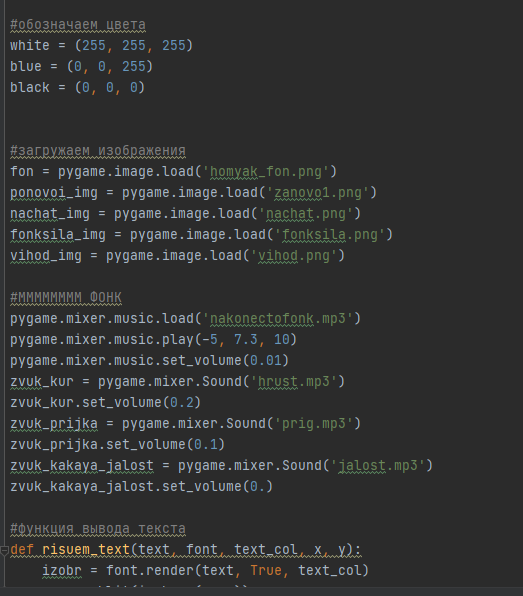 #обозначаем цвета
white = (255, 255, 255)
blue = (0, 0, 255)
black = (0, 0, 0)
#загружаем изображения
fon = pygame.image.load('homyak_fon.png')
ponovoi_img = pygame.image.load('zanovo1.png')
nachat_img = pygame.image.load('nachat.png')
fonksila_img = pygame.image.load('fonksila.png')
vihod_img = pygame.image.load('vihod.png')
#ММММММММ ФОНК
pygame.mixer.music.load('nakonectofonk.mp3')
pygame.mixer.music.play(-5, 7.3, 10)
pygame.mixer.music.set_volume(0.01)
zvuk_kur = pygame.mixer.Sound('hrust.mp3')
zvuk_kur.set_volume(0.2)
zvuk_prijka = pygame.mixer.Sound('prig.mp3')
zvuk_prijka.set_volume(0.1)
zvuk_kakaya_jalost = pygame.mixer.Sound('jalost.mp3')
zvuk_kakaya_jalost.set_volume(0.)
#функция вывода текста
def risuem_text(text, font, text_col, x, y):
izobr = font.render(text, True, text_col)